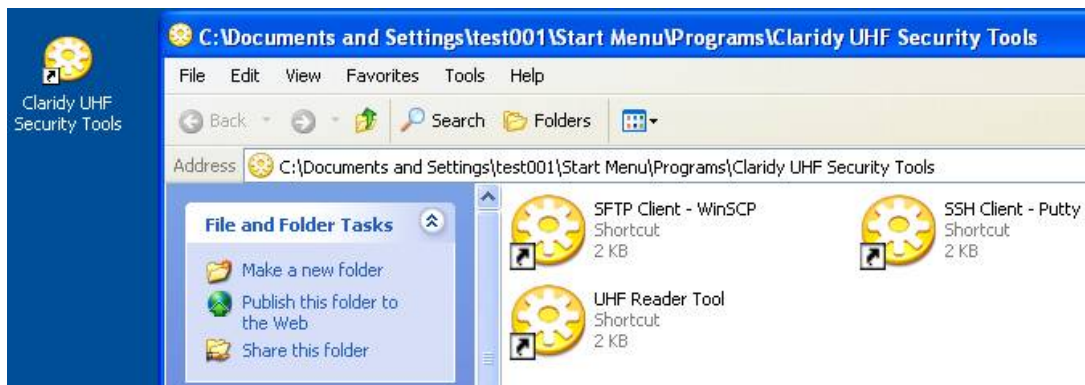 Claridy UHF
Security Tools
C:\Documents and Settings\test001\Start Menu\Programs\Claridy UHF Security Tools
File Edit View Favorites Tools Help
Back Search Folders
Address C:\Documents and Settings\test001\Start Menu\Programs\Claridy UHF Security Tools
File and Folder Tasks
Make a new folder
Publish this folder to
the Web
Share this folder
SFTP Client - WinSCP
Shortcut
2 KB
SSH Client - Putty
Shortcut
2 KB
UHF Reader Tool
Shortcut
2 KB